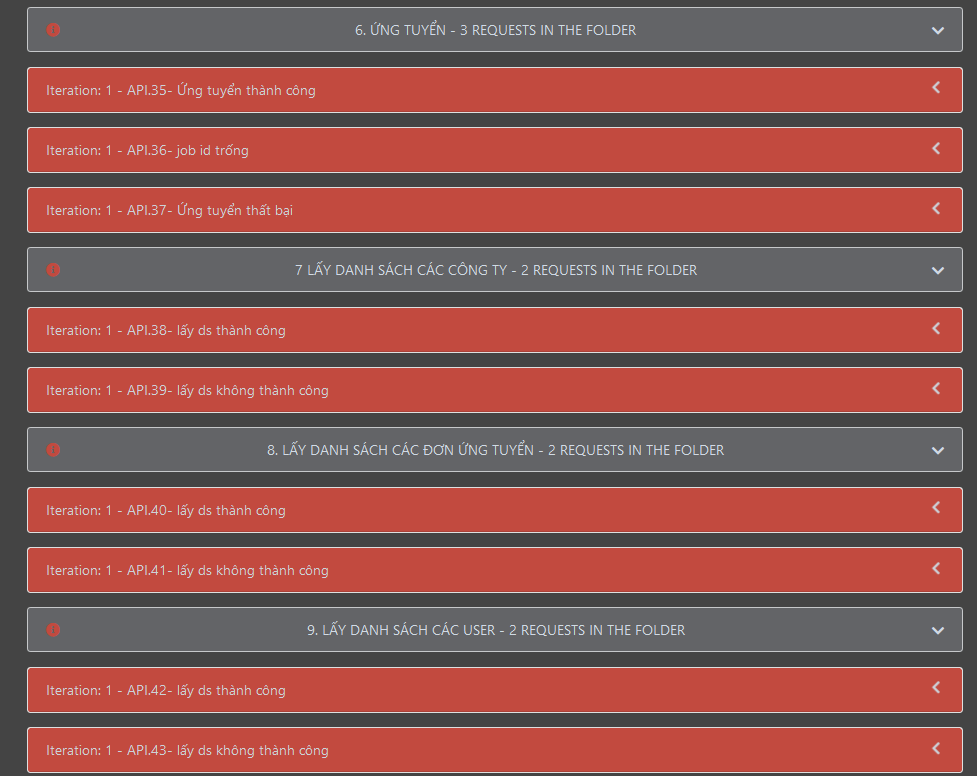 6. ỨNG TUYỂN - 3 REQUESTS IN THE FOLDER
Iteration: 1 - API.35- Ứng tuyển thành công
Iteration: 1 - API.36- job id trống
Iteration: 1 - API.37- Ứng tuyển thất bại
7 LẤY DANH SÁCH CÁC CÔNG TY - 2 REQUESTS IN THE FOLDER
Iteration: 1 - API.38- lấy ds thành công
Iteration: 1 - API.39- lấy ds không thành công
8. LẤY DANH SÁCH CÁC ĐƠN ỨNG TUYỂN - 2 REQUESTS IN THE FOLDER
Iteration: 1 - API.40- lấy ds thành công
Iteration: 1 - API.41- lấy ds không thành công
9. LẤY DANH SÁCH CÁC USER - 2 REQUESTS IN THE FOLDER
Iteration: 1 - API.42- lấy ds thành công
Iteration: 1 - API.43- lấy ds không thành công